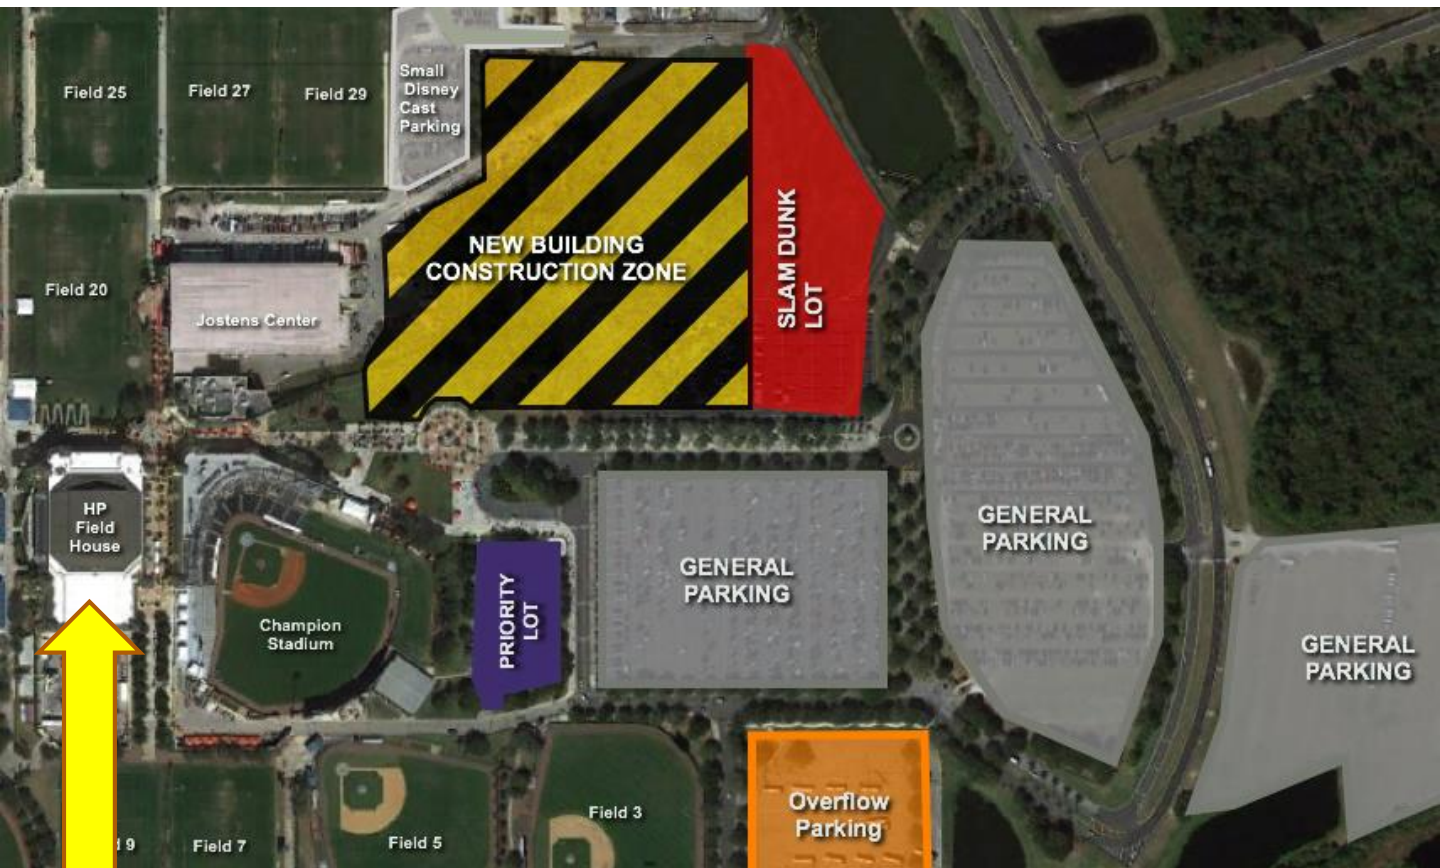 Small
Disney
Cast
Parking
Field 25
Field 27
Field 29
NEW BUILDING
CONSTRUCTION ZONE
SLAM DUNK
LOT
Field 20
Jostens Center
HP
Field
House
GENERAL
PARKING
GENERAL
PARKING
PRIORITY
LOT
Champion
Stadium
GENERAL
PARKING
Overflow
Parking
9
Field 7
Field 5
Field 3